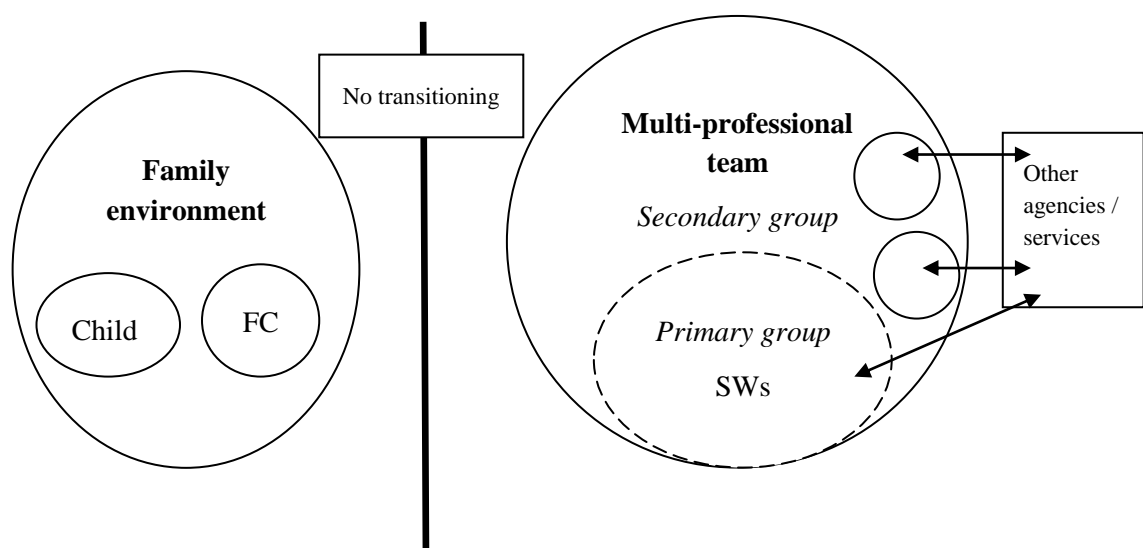 Family
environment
Child
FC
No transitioning
Multi-professional
team
Secondary group
Primary group
SWs
Other
agencies /
services